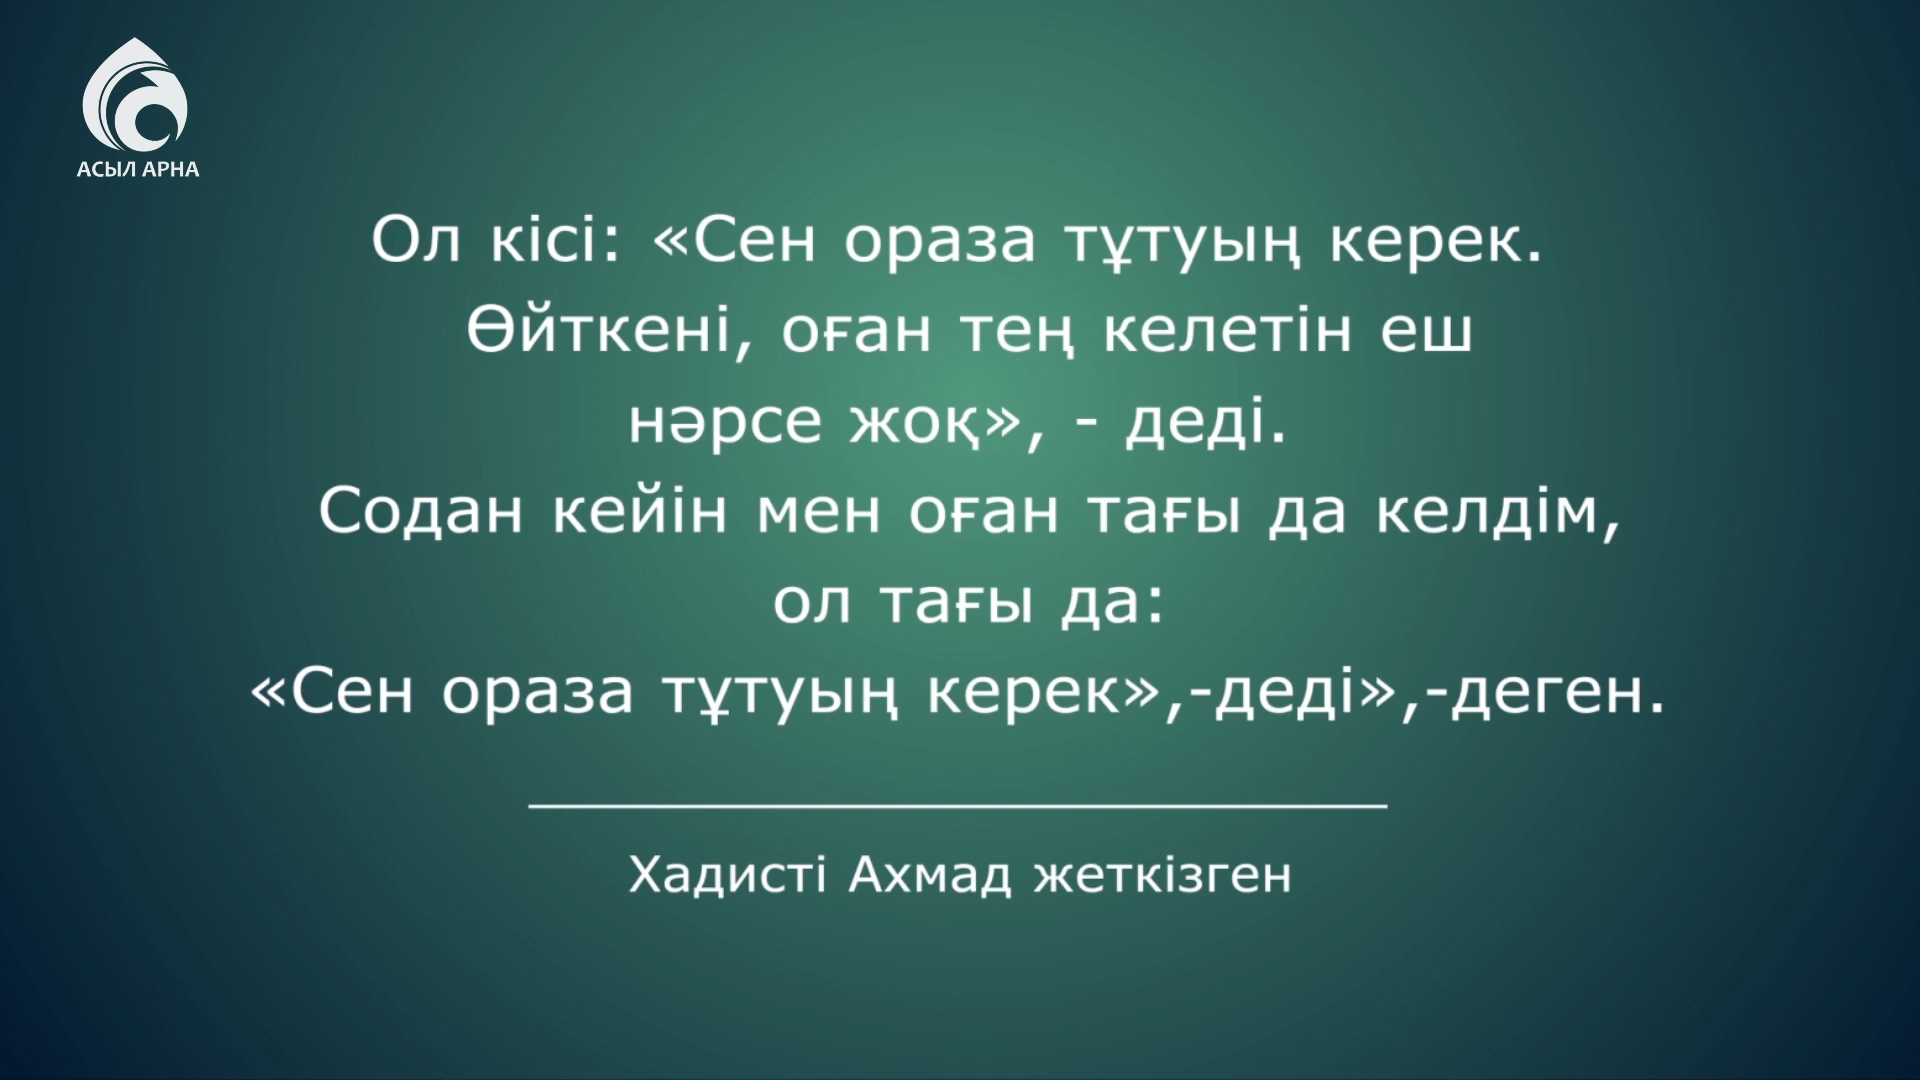 АСЫЛ АРНА
Ол кісі: «Сен ораза тұтуың керек.
Өйткені, оған тең келетін еш
нәрсе жоқ», - деді.
Содан кейін мен оған тағы да келдім,
ол тағы да:
«Сен ораза тұтуың керек»,-деді»,-деген.
Хадисті Ахмад жеткізген